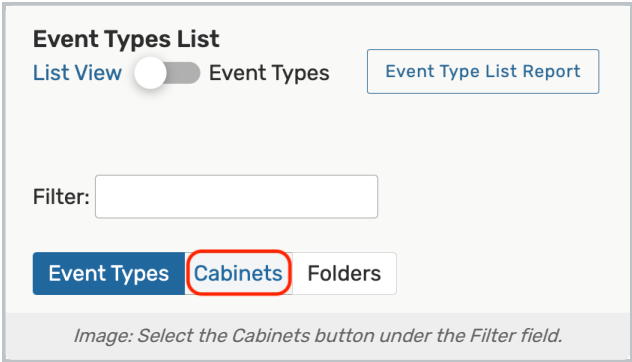 Event Types List
List View Event Types
Event Type List Report
Filter:
Event Types Cabinets Folders
Image: Select the Cabinets button under the Filter field.